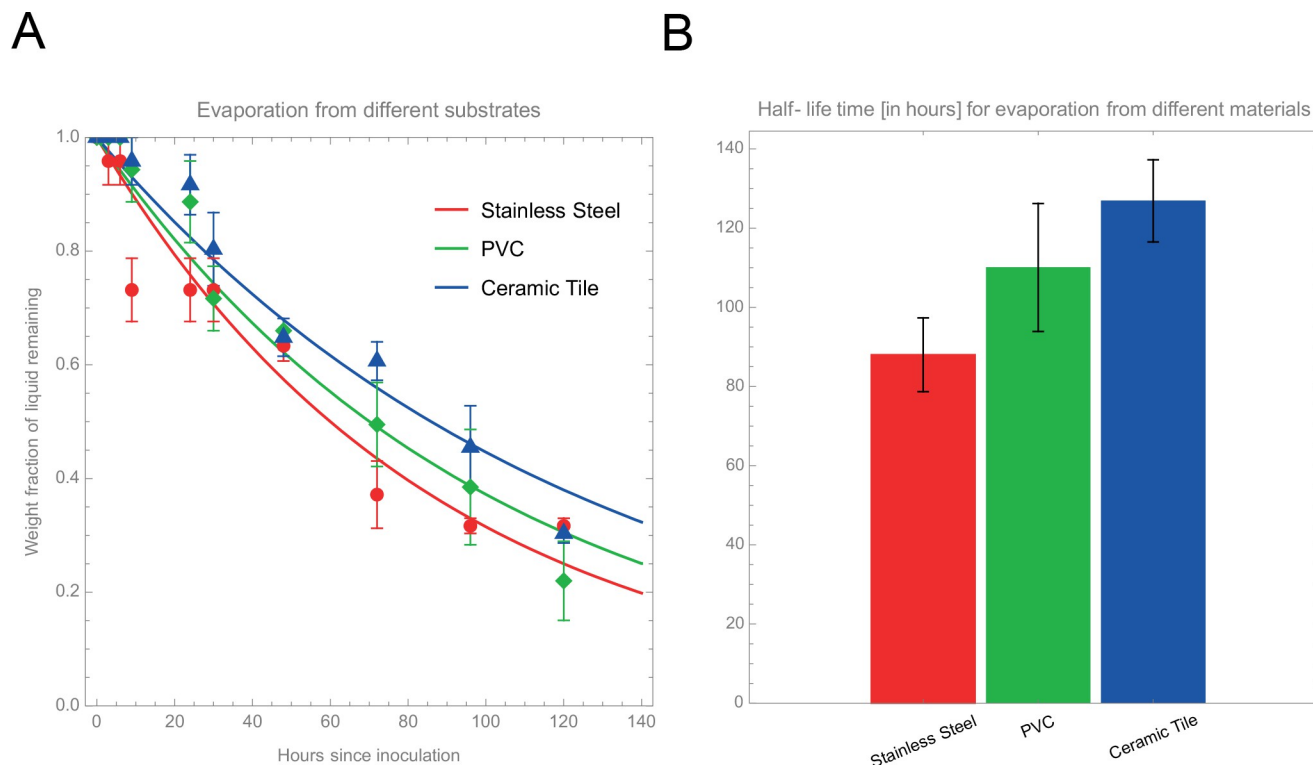 A
B
Evaporation from different substrates
Half- life time [in hours] for evaporation from different materials
1.0
0.8
0.6
0.4
0.2
0.0
Weight fraction of liquid remaining
Stainless Steel
PVC
Ceramic Tile
0 20 40 60 80 100 120 140
Hours since inoculation
140
120
100
80
60
40
20
0
Stainless Steel
PVC
Ceramic Tile